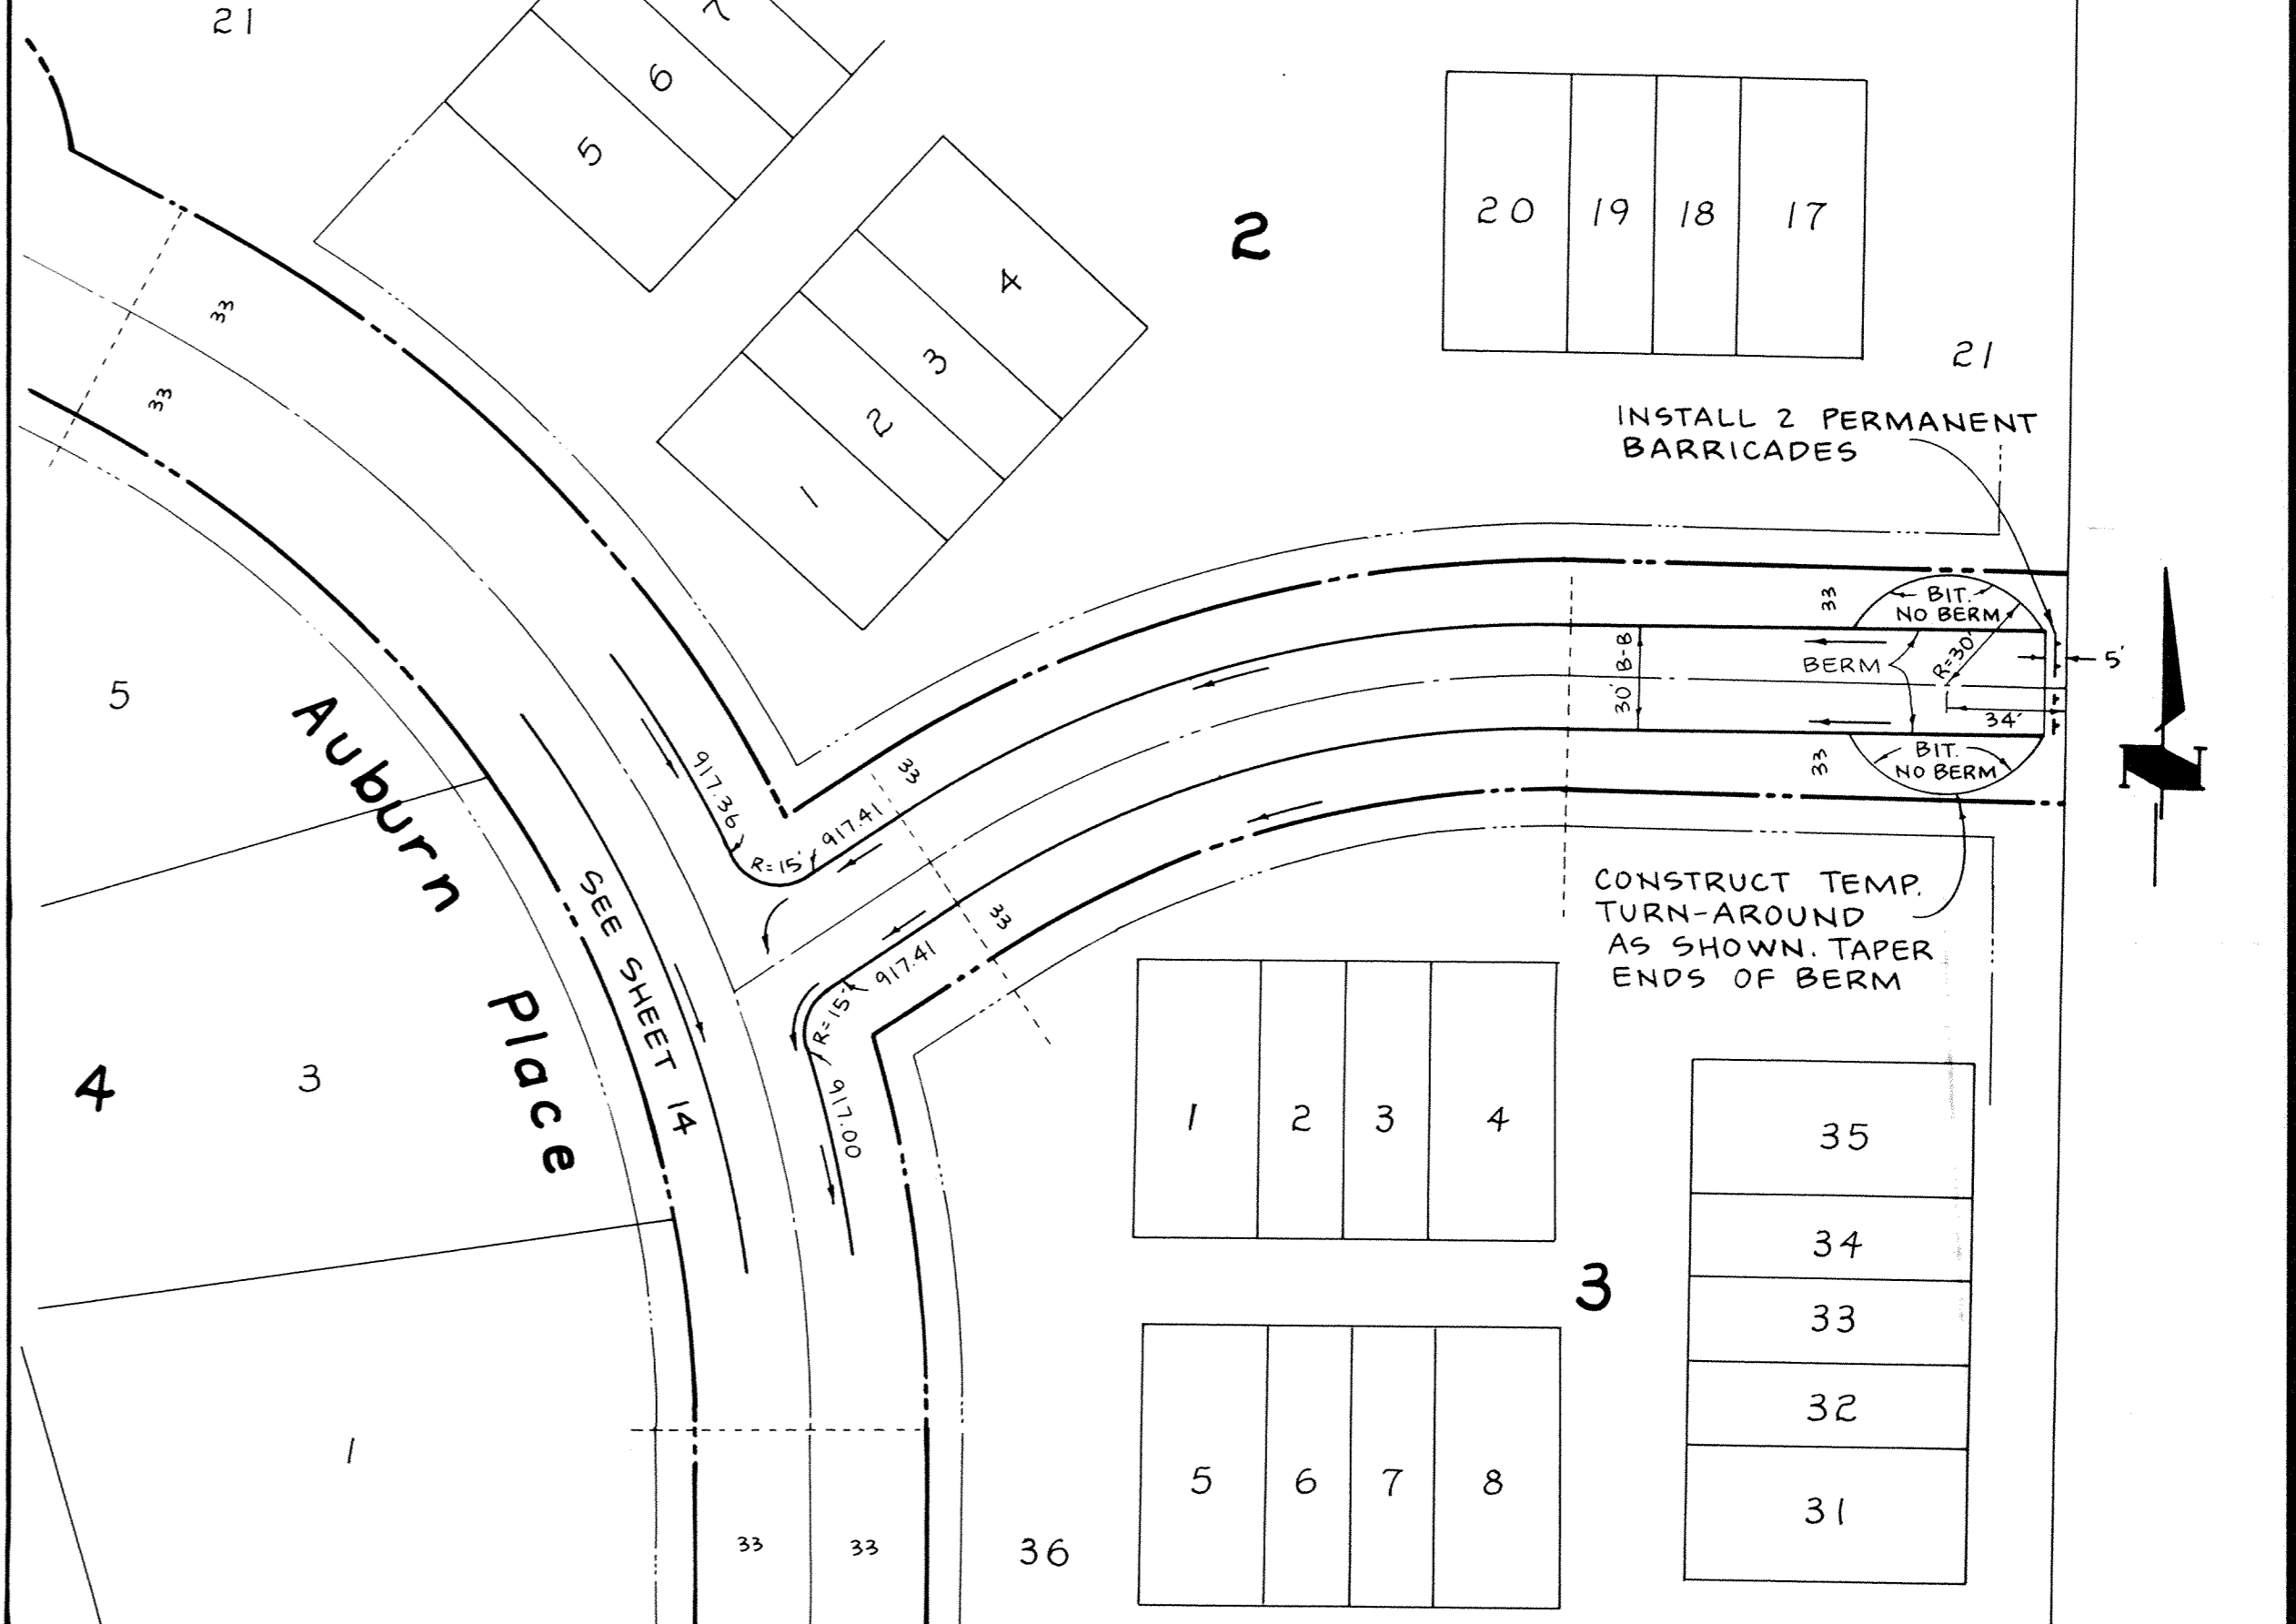 21
7
6
5
4
3
2
1
2
20 19 18 17
21
INSTALL 2 PERMANENT
BARRICADES
33
33
33
BIT.
NO BERM
30' B-B
BERM
R=30'
5'
34'
33
BIT.
NO BERM
5
Auburn
Place
917.36
R=15'
917.41
33
33
917.41
R=15'
917.00
SEE SHEET 14
CONSTRUCT TEMP.
TURN-AROUND
AS SHOWN. TAPER
ENDS OF BERM
N
4
3
1 2 3 4
35
34
33
32
31
3
1
5 6 7 8
33 33
36